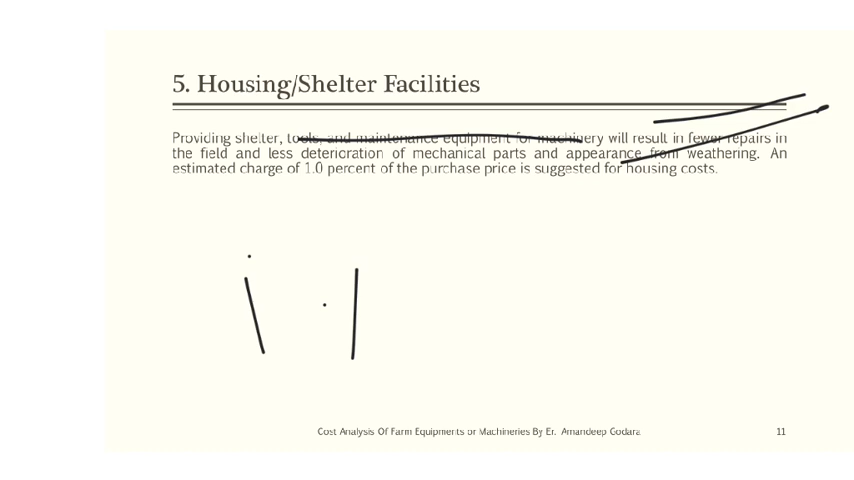 5. Housing/Shelter Facilities
Providing shelter, tools, and maintenance equipment for machinery will result in fewer repairs in
the field and less deterioration of mechanical parts and appearance from weathering. An
estimated charge of 1.0 percent of the purchase price is suggested for housing costs.
Cost Analysis Of Farm Equipments or Machineries By Er. Amandeep Godara
11